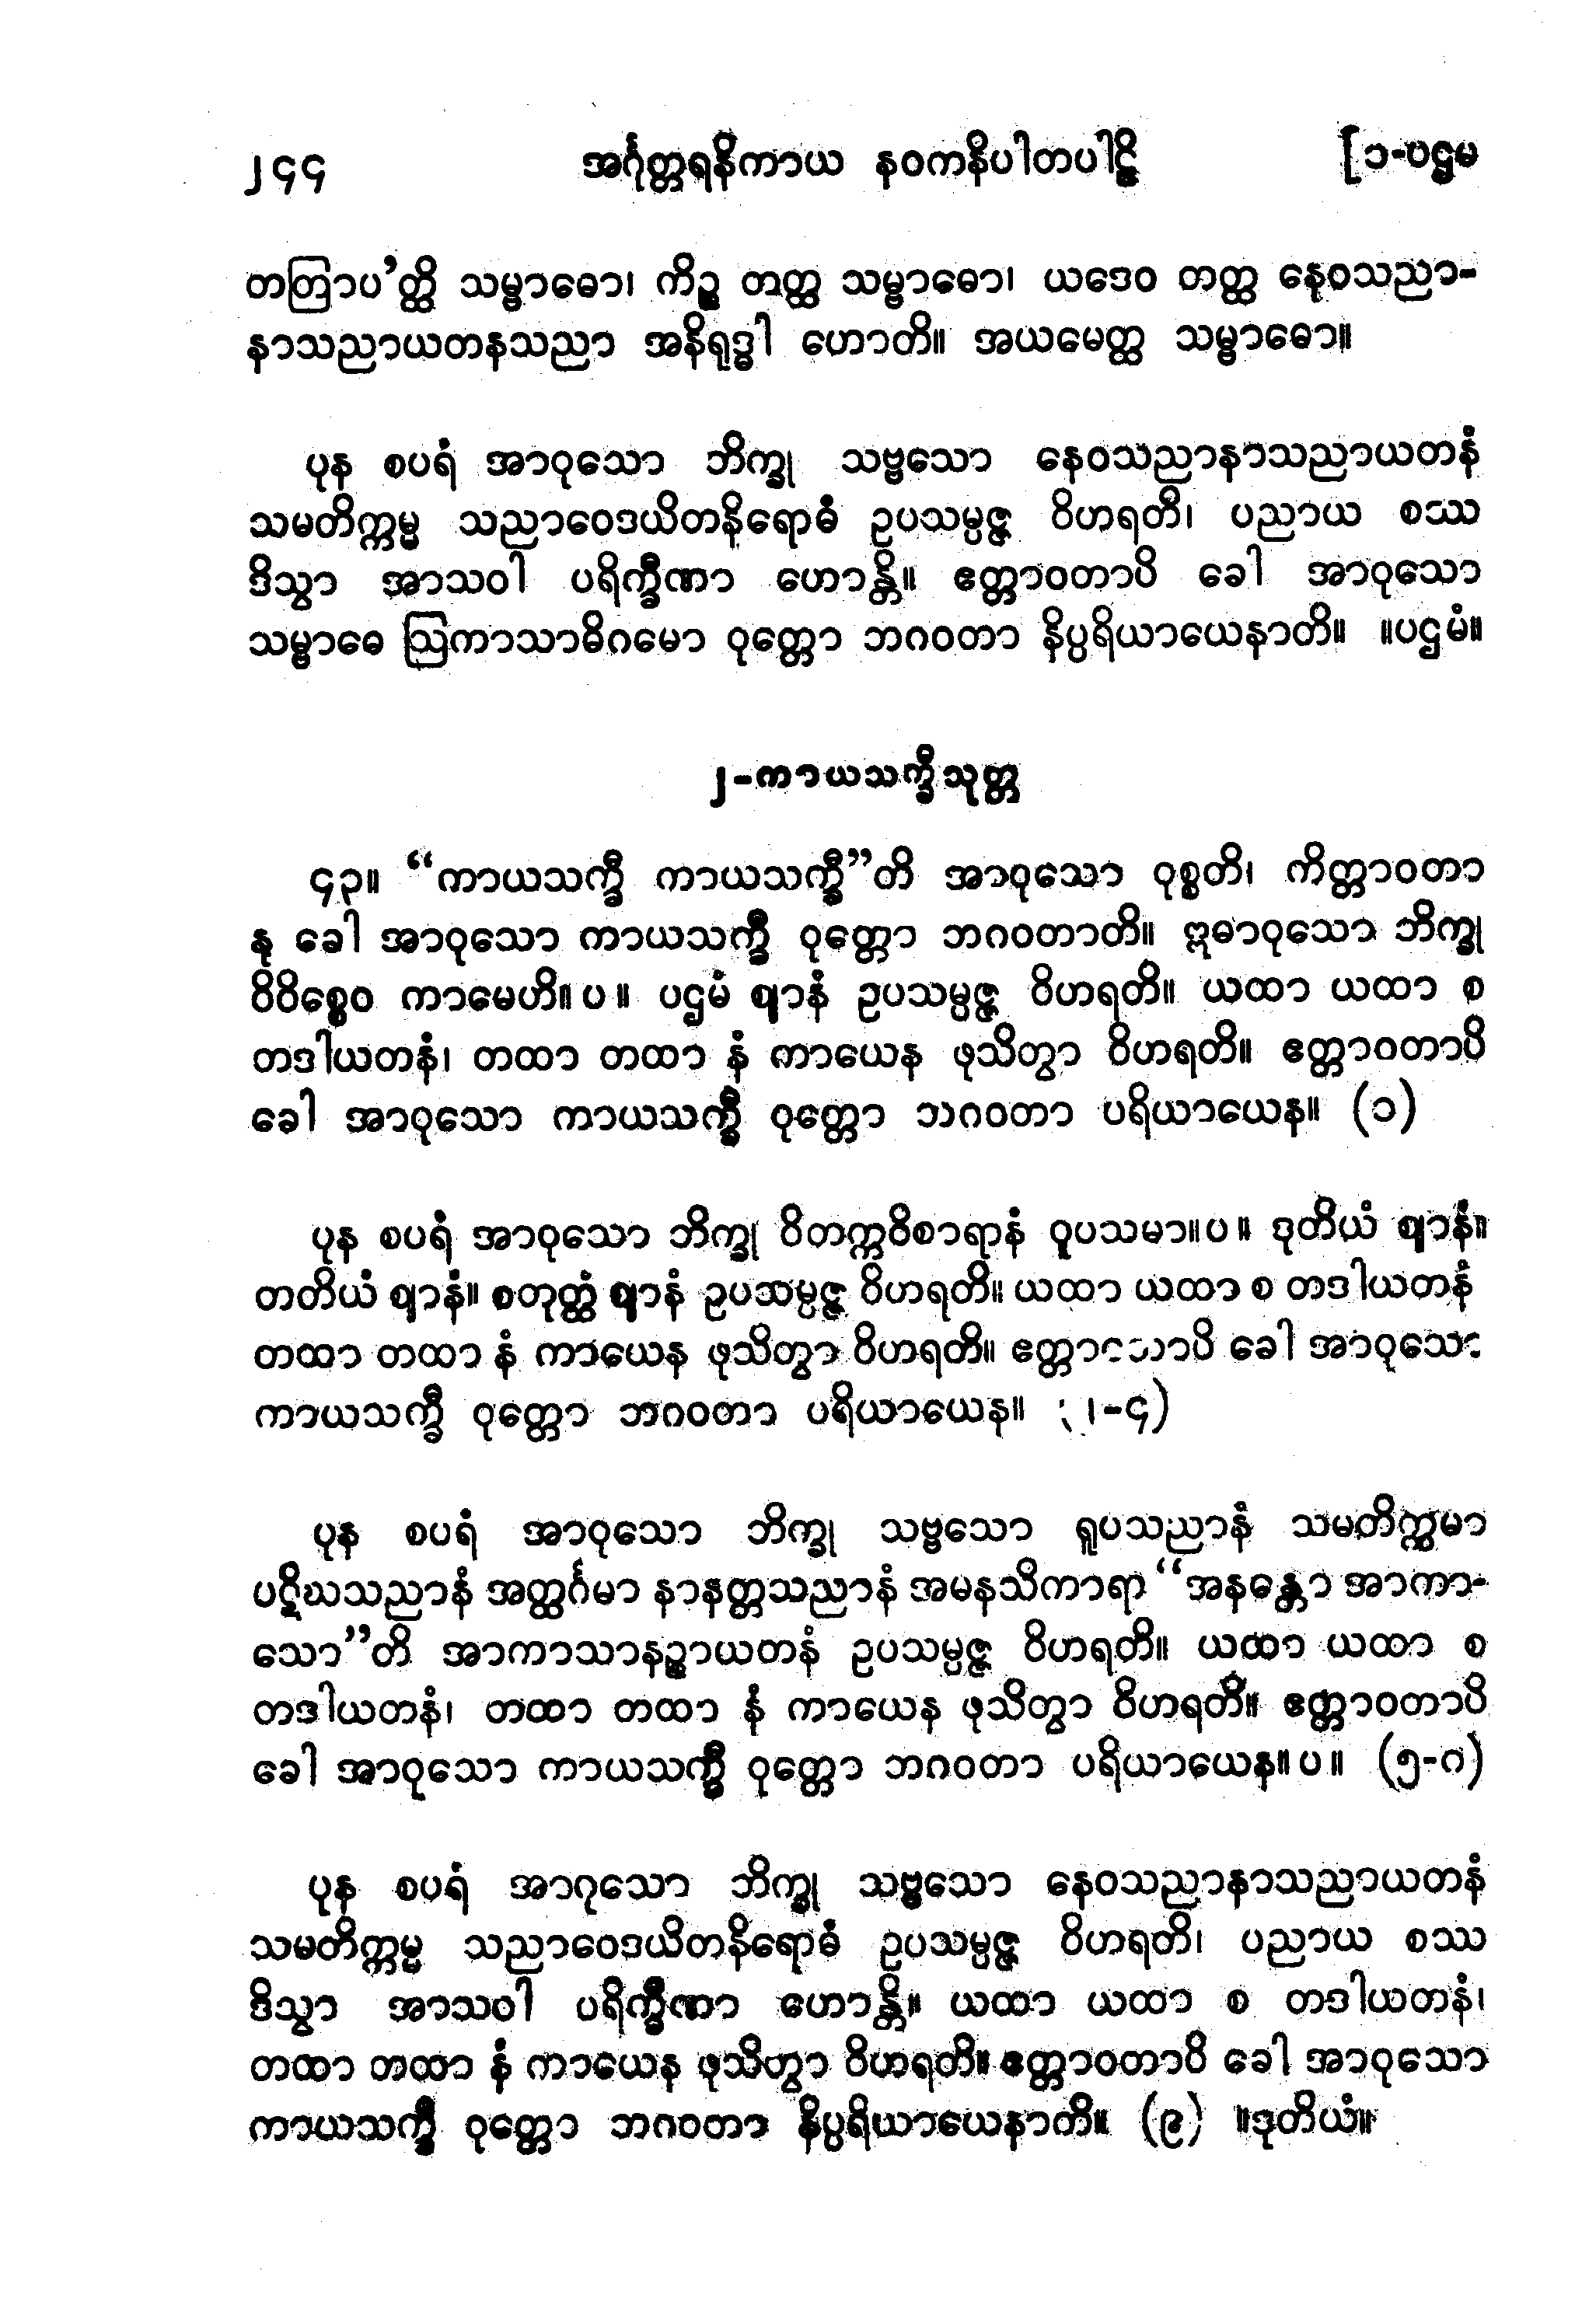 ၂၄၄ အင်္ဂုတ္တရနိကာယ နဝကနိပါတပါဠိ [၁-ပဌမ
တတြာပ’တ္ထိ သမ္ဗာဓော၊ ကိဉ္စ တတ္ထ သမ္ဗာဓော၊ ယဒေဝ တတ္ထ နေဝသညာ-
နာသညာယတနသညာ အနိရုဒ္ဓါ ဟောတိ။ အယမေတ္ထ သမ္ဗာဓော။
ပုန စပရံ အာဝုသော ဘိက္ခု သဗ္ဗသော နေဝသညာနာသညာယတနံ
သမတိက္ကမ္မ သညာဝေဒယိတနိရောဓံ ဥပသမ္ပဇ္ဇ ဝိဟရတိ၊ ပညာယ စဿ
ဒိသွာ အာသဝါ ပရိက္ခီဏာ ဟောန္တိ။ ဧတ္တာဝတာပိ ခေါ အာဝုသော
သမ္ဗာဓေ ဩကာသာဓိဂမော ဝုတ္တော ဘဂဝတာ နိပ္ပရိယာယေနာတိ။ ။ပဌမံ။
၂-ကာယသက္ခီသုတ္တ
၄၃။ “ကာယသက္ခီ ကာယသက္ခီ”တိ အာဝုသော ဝုစ္စတိ၊ ကိတ္တာဝတာ
နု ခေါ အာဝုသော ကာယသက္ခီ ဝုတ္တော ဘဂဝတာတိ။ ဣဓာဝုသော ဘိက္ခု
ဝိဝိစ္စေဝ ကာမေဟိ။ပ။ ပဌမံ ဈာနံ ဥပသမ္ပဇ္ဇ ဝိဟရတိ။ ယထာ ယထာ စ
တဒါယတနံ၊ တထာ တထာ နံ ကာယေန ဖုသိတွာ ဝိဟရတိ။ ဧတ္တာဝတာပိ
ခေါ အာဝုသော ကာယသက္ခီ ဝုတ္တော ဘဂဝတာ ပရိယာယေန။ (၁)
ပုန စပရံ အာဝုသော ဘိက္ခု ဝိတက္ကဝိစာရာနံ ဝူပသမာ။ပ။ ဒုတိယံ ဈာနံ။
တတိယံ ဈာနံ။ စတုတ္ထံ ဈာနံ ဥပသမ္ပဇ္ဇ ဝိဟရတိ။ ယထာ ယထာ စ တဒါယတနံ
တထာ တထာ နံ ကာယေန ဖုသိတွာ ဝိဟရတိ။ ဧတ္တာဝတာပိ ခေါ အာဝုသော
ကာယသက္ခီ ဝုတ္တော ဘဂဝတာ ပရိယာယေန။ (၂-၄)
ပုန စပရံ အာဝုသော ဘိက္ခု သဗ္ဗသော ရူပသညာနံ သမတိက္ကမာ
ပဋိဃသညာနံ အတ္ထင်္ဂမာ နာနတ္တသညာနံ အမနသိကာရာ “အနန္တော အာကာ-
သော”တိ အာကာသာနဉ္စာယတနံ ဥပသမ္ပဇ္ဇ ဝိဟရတိ။ ယထာ ယထာ စ
တဒါယတနံ၊ တထာ တထာ နံ ကာယေန ဖုသိတွာ ဝိဟရတိ။ ဧတ္တာဝတာပိ
ခေါ အာဝုသော ကာယသက္ခီ ဝုတ္တော ဘဂဝတာ ပရိယာယေန။ပ။ (၅-၈)
ပုန စပရံ အာဝုသော ဘိက္ခု သဗ္ဗသော နေဝသညာနာသညာယတနံ
သမတိက္ကမ္မ သညာဝေဒယိတနိရောဓံ ဥပသမ္ပဇ္ဇ ဝိဟရတိ၊ ပညာယ စဿ
ဒိသွာ အာသဝါ ပရိက္ခီဏာ ဟောန္တိ။ ယထာ ယထာ စ တဒါယတနံ၊
တထာ တထာ နံ ကာယေန ဖုသိတွာ ဝိဟရတိ။ ဧတ္တာဝတာပိ ခေါ အာဝုသော
ကာယသက္ခီ ဝုတ္တော ဘဂဝတာ နိပ္ပရိယာယေနာတိ။ (၉) ။ဒုတိယံ။